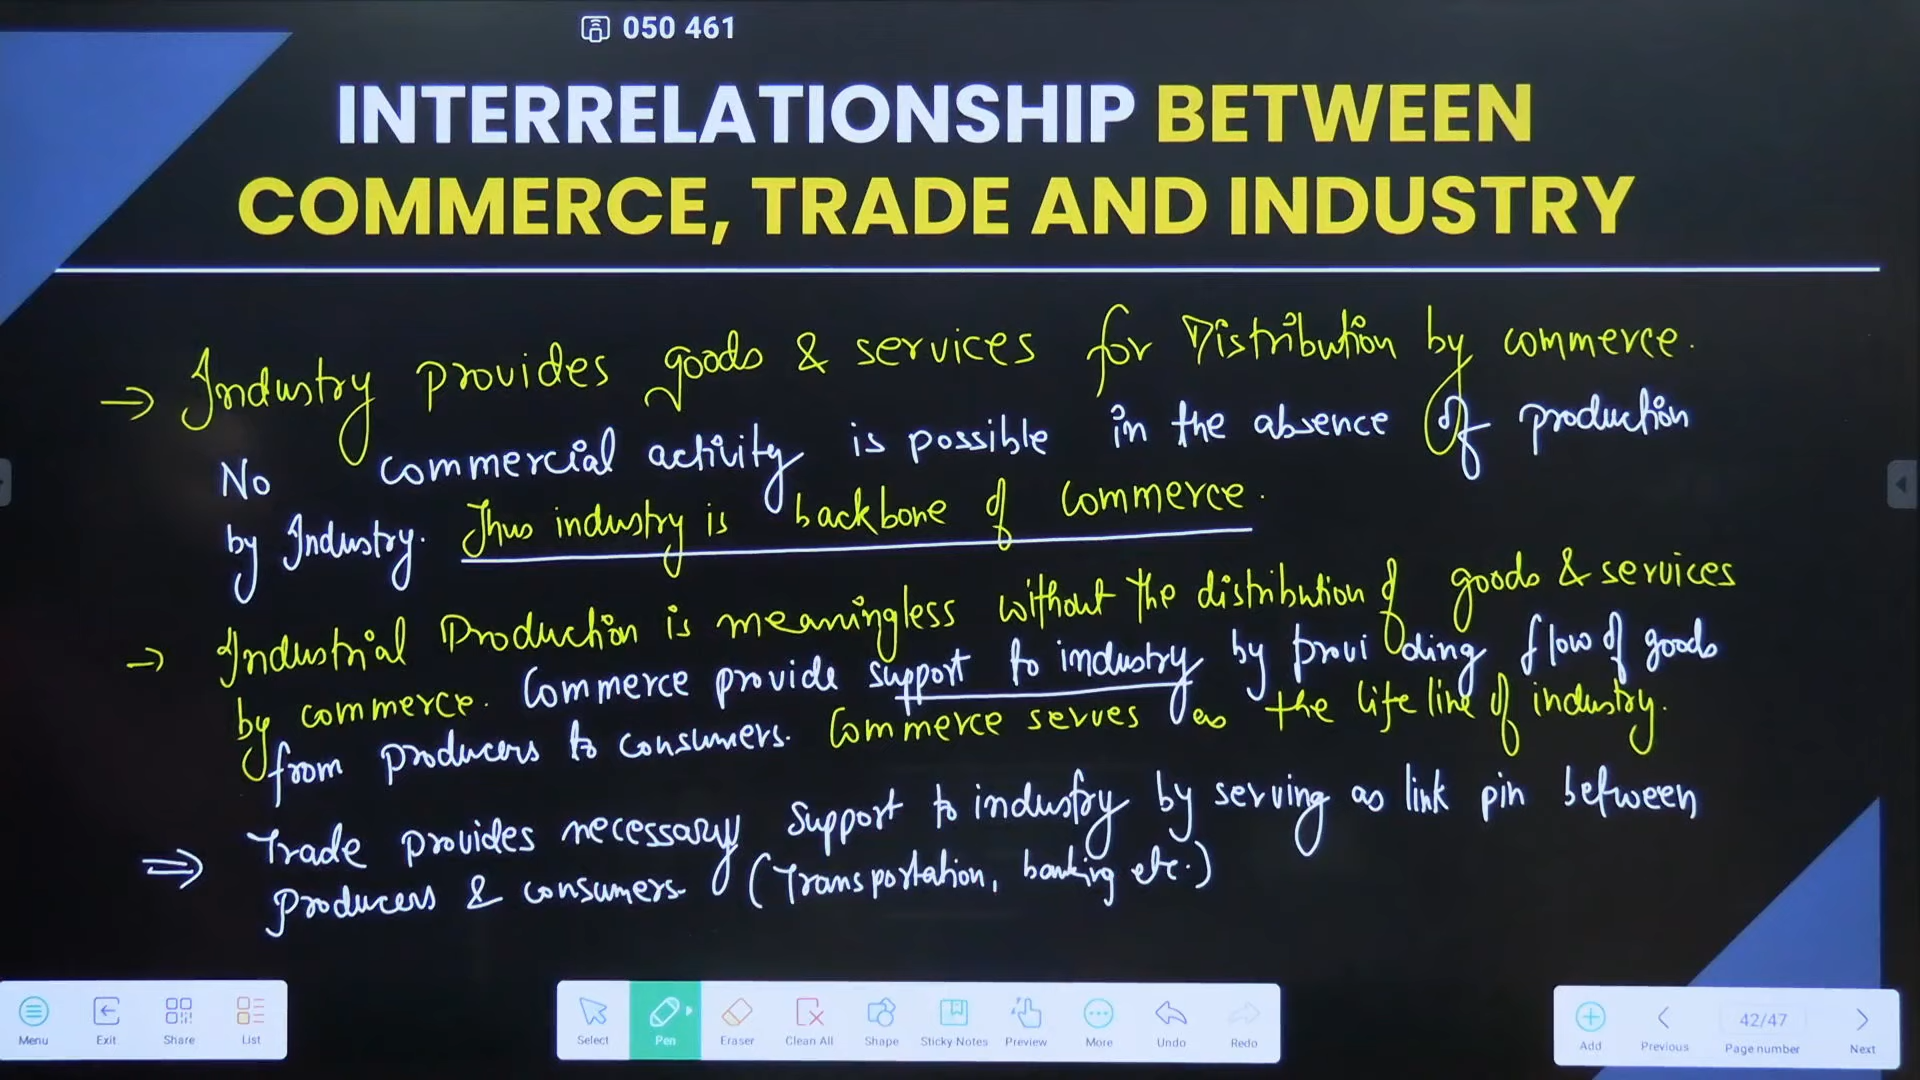 050 461
INTERRELATIONSHIP BETWEEN
COMMERCE, TRADE AND INDUSTRY
→ Industry provides goods & services for Distribution by commerce.
No commercial activity is possible in the absence of production
by Industry. Thus industry is backbone of commerce.
→ Industrial Production is meaningless without the distribution of goods & services
by commerce. Commerce provide support to industry by providing flow of goods
from producers to consumers. Commerce serves as the life line of industry.
⇒ Trade provides necessary support to industry by serving as link pin between
producers & consumers. (Transportation, banking etc.)
Menu Exit Share List
Select Pen Eraser Clean All Shape Sticky Notes Preview More Undo Redo
Add Previous 42/47 Page number Next